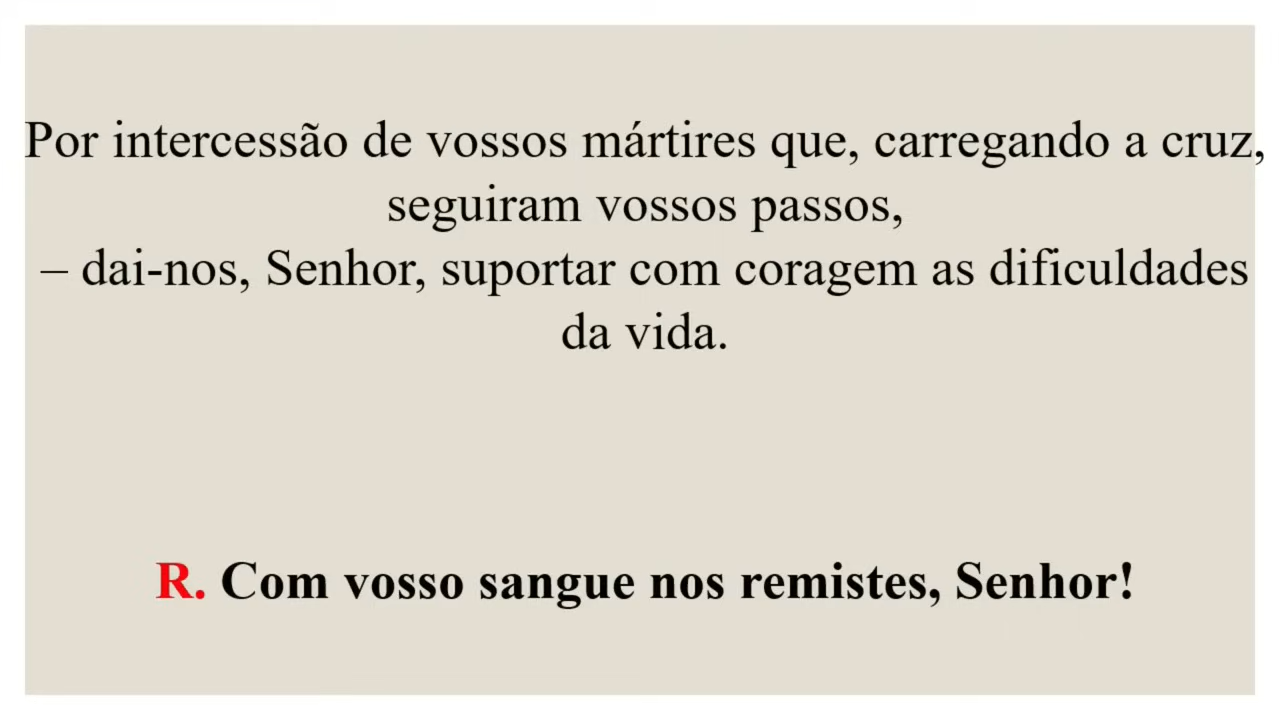 Por intercessão de vossos mártires que, carregando a cruz,
seguiram vossos passos,
– dai-nos, Senhor, suportar com coragem as dificuldades
da vida.
R. Com vosso sangue nos remistes, Senhor!